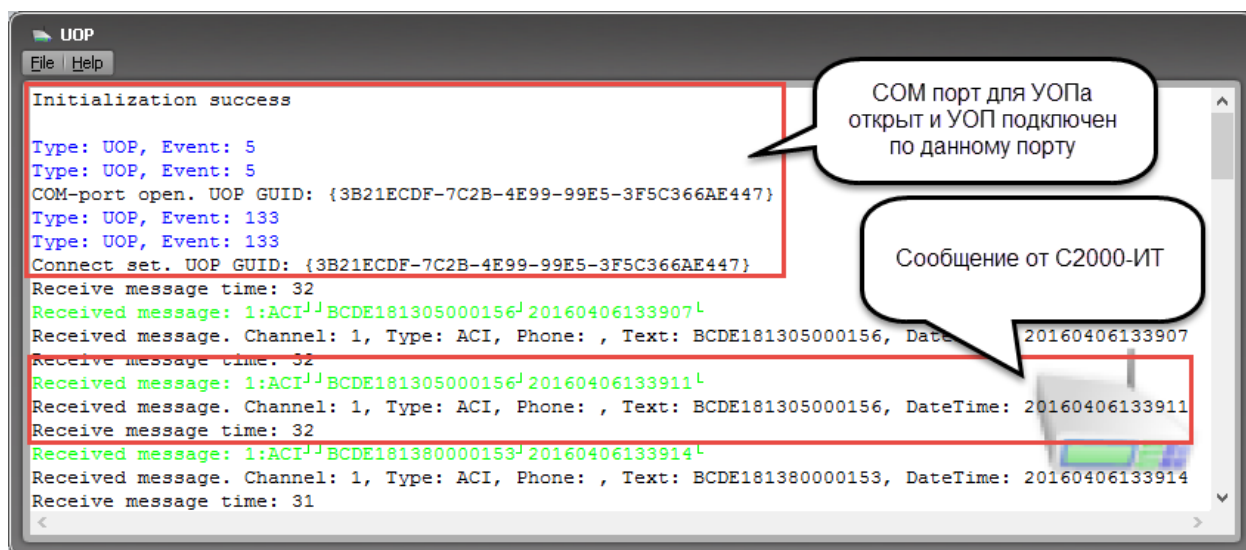 UOP
File Help
Initialization success
Type: UOP, Event: 5
Type: UOP, Event: 5
COM-port open. UOP GUID: {3B21ECDF-7C2B-4E99-99E5-3F5C366AE447}
Type: UOP, Event: 133
Type: UOP, Event: 133
Connect set. UOP GUID: {3B21ECDF-7C2B-4E99-99E5-3F5C366AE447}
Receive message time: 32
Received message: 1:ACI┘┘BCDE181305000156┘20160406133907└
Received message. Channel: 1, Type: ACI, Phone: , Text: BCDE181305000156, Date 20160406133907
Receive message time: 32
Received message: 1:ACI┘┘BCDE181305000156┘20160406133911└
Received message. Channel: 1, Type: ACI, Phone: , Text: BCDE181305000156, DateTime: 20160406133911
Receive message time: 32
Received message: 1:ACI┘┘BCDE181380000153┘20160406133914└
Received message. Channel: 1, Type: ACI, Phone: , Text: BCDE181380000153, DateTime: 20160406133914
Receive message time: 31
COM порт для УОПа
открыт и УОП подключен
по данному порту
Сообщение от С2000-ИТ